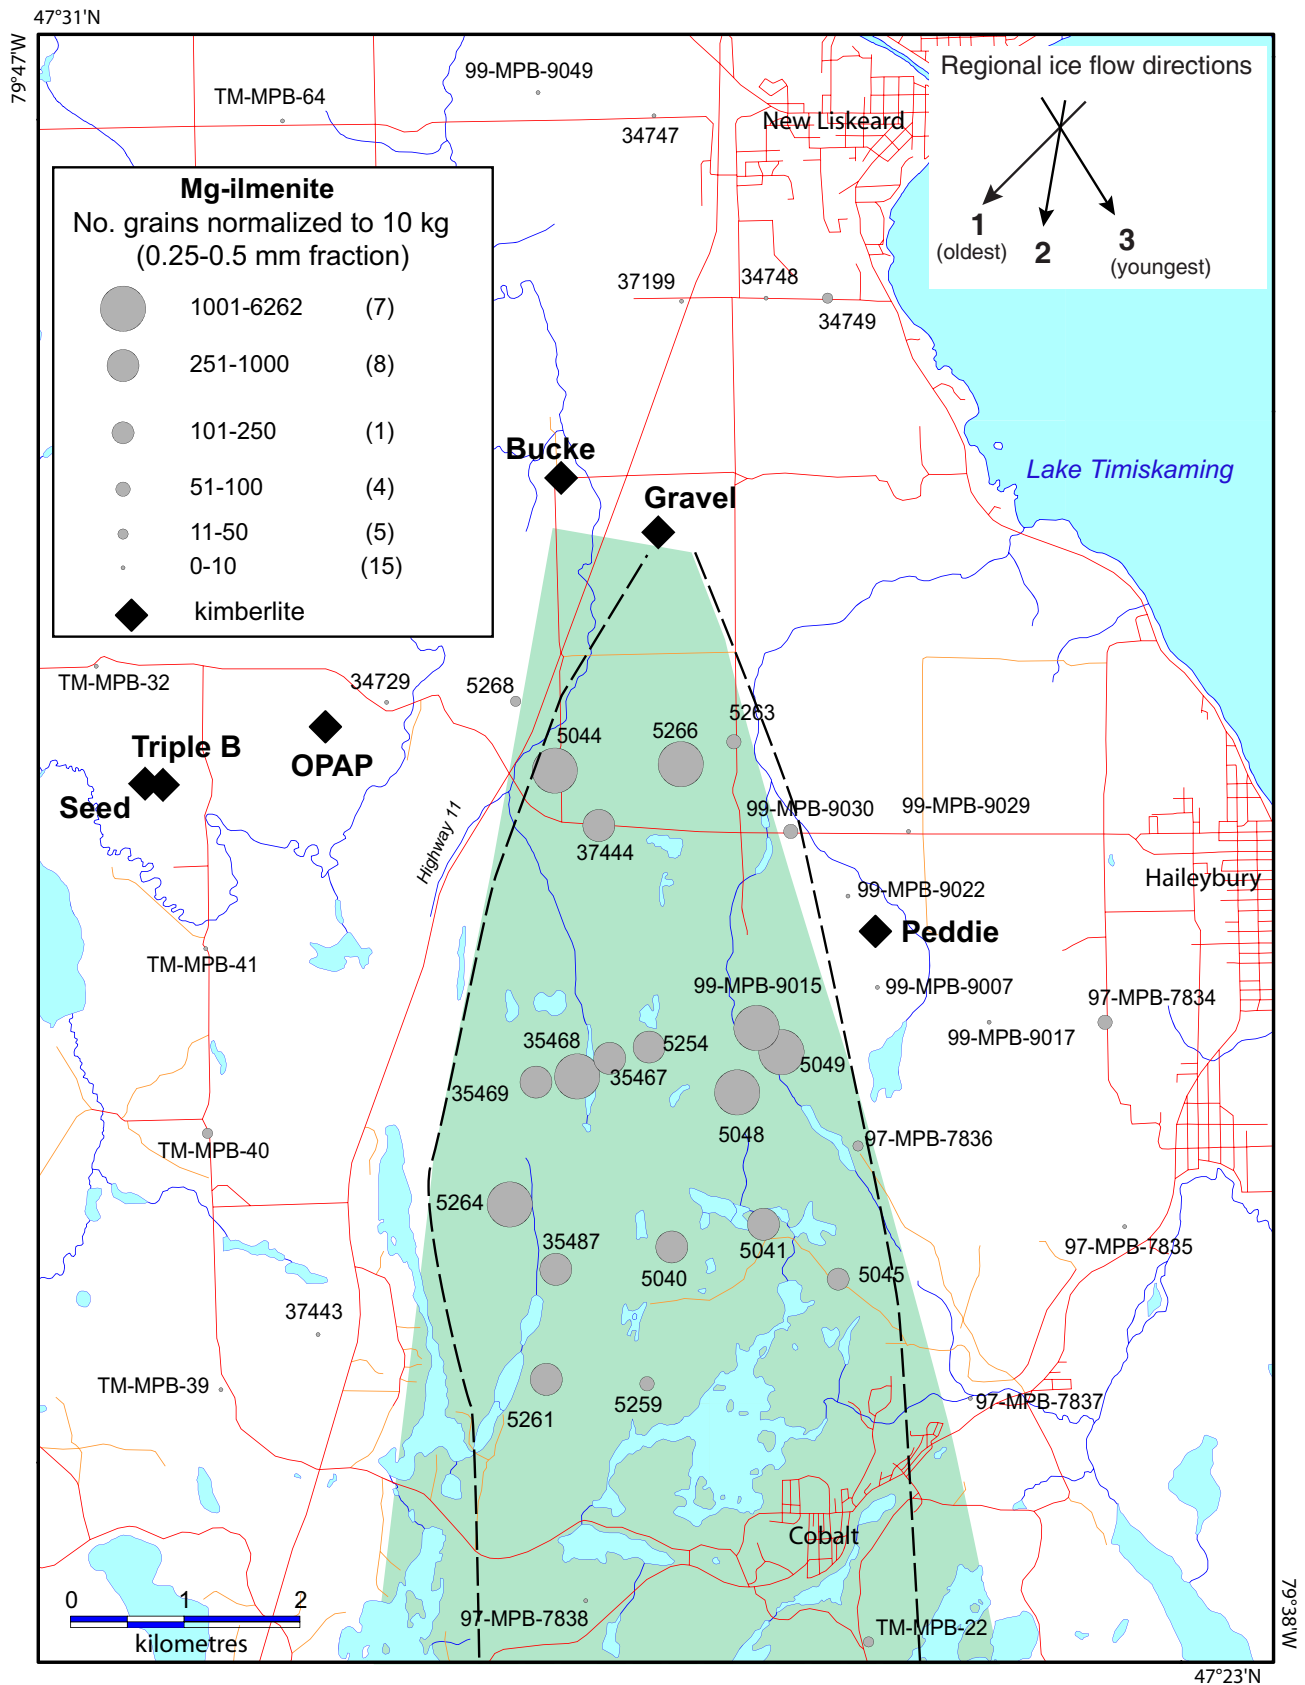 47°31'N
79°47'W
99-MPB-9049
TM-MPB-64
34747
New Liskeard
Regional ice flow directions
1
(oldest)
2
3
(youngest)
Mg-ilmenite
No. grains normalized to 10 kg
(0.25-0.5 mm fraction)
1001-6262 (7)
251-1000 (8)
101-250 (1)
51-100 (4)
11-50 (5)
0-10 (15)
kimberlite
37199
34748
34749
Bucke
Gravel
Lake Timiskaming
TM-MPB-32
34729
5268
5263
5044
5266
Triple B
OPAP
Seed
Highway 11
99-MPB-9030
99-MPB-9029
37444
99-MPB-9022
Haileybury
Peddie
TM-MPB-41
99-MPB-9015
99-MPB-9007
97-MPB-7834
99-MPB-9017
35468
5254
35467
5049
35469
5048
97-MPB-7836
TM-MPB-40
5264
35487
5041
5040
5045
97-MPB-7835
37443
TM-MPB-39
5261
5259
97-MPB-7837
Cobalt
0 1 2
kilometres
97-MPB-7838
TM-MPB-22
79°38'W
47°23'N